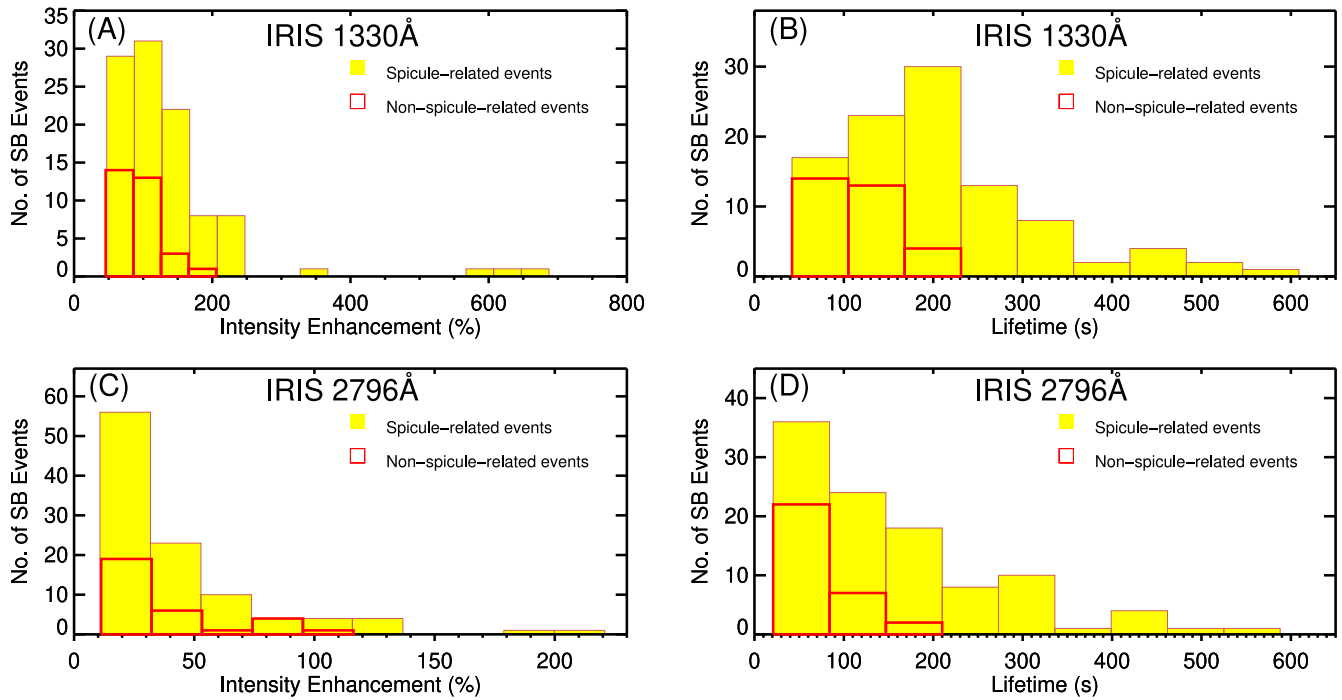 (A)
IRIS 1330Å
Spicule−related events
Non−spicule−related events
No. of SB Events
35
30
25
20
15
10
5
0
0 200 400 600 800
Intensity Enhancement (%)
(B)
IRIS 1330Å
Spicule−related events
Non−spicule−related events
No. of SB Events
30
20
10
0
0 100 200 300 400 500 600
Lifetime (s)
(C)
IRIS 2796Å
Spicule−related events
Non−spicule−related events
No. of SB Events
60
50
40
30
20
10
0
0 50 100 150 200
Intensity Enhancement (%)
(D)
IRIS 2796Å
Spicule−related events
Non−spicule−related events
No. of SB Events
40
30
20
10
0
0 100 200 300 400 500 600
Lifetime (s)